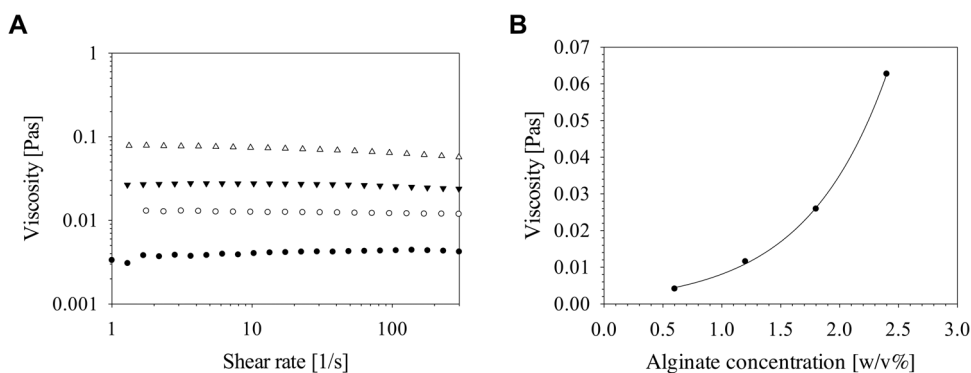 A
Viscosity [Pas]
1
0.1
0.01
0.001
1 10 100
Shear rate [1/s]
B
Viscosity [Pas]
0.07
0.06
0.05
0.04
0.03
0.02
0.01
0.00
0.0 0.5 1.0 1.5 2.0 2.5 3.0
Alginate concentration [w/v%]